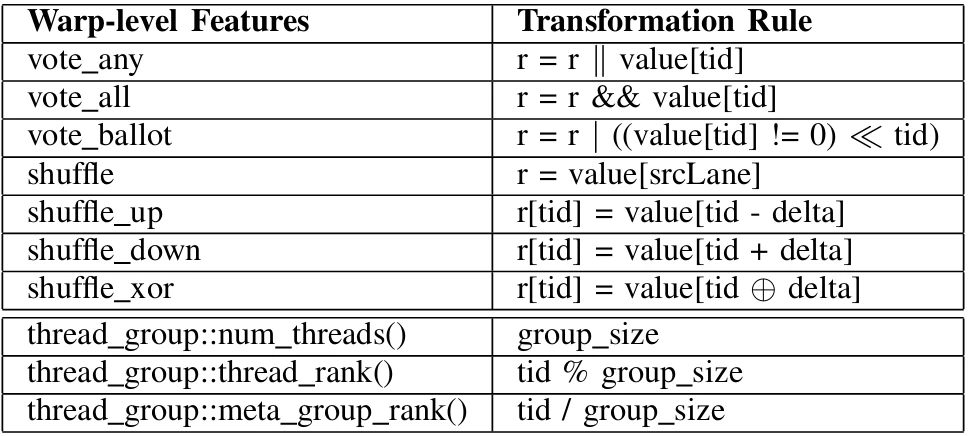 Warp-level Features Transformation Rule
vote_any r = r ∥ value[tid]
vote_all r = r && value[tid]
vote_ballot r = r | ((value[tid] != 0) ≪ tid)
shuffle r = value[srcLane]
shuffle_up r[tid] = value[tid - delta]
shuffle_down r[tid] = value[tid + delta]
shuffle_xor r[tid] = value[tid ⊕ delta]
thread_group::num_threads() group_size
thread_group::thread_rank() tid % group_size
thread_group::meta_group_rank() tid / group_size